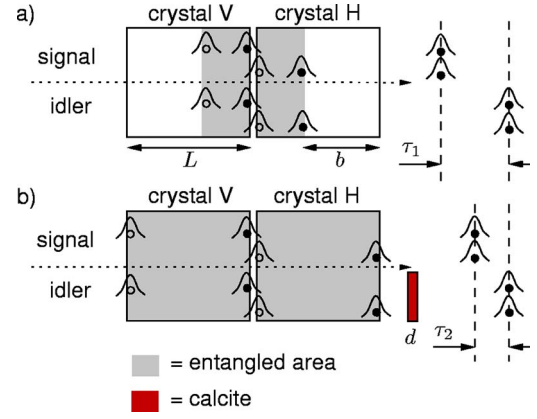 a)
crystal V crystal H
signal
idler
L
b
τ₁
b)
crystal V crystal H
signal
idler
d
τ₂
= entangled area
= calcite